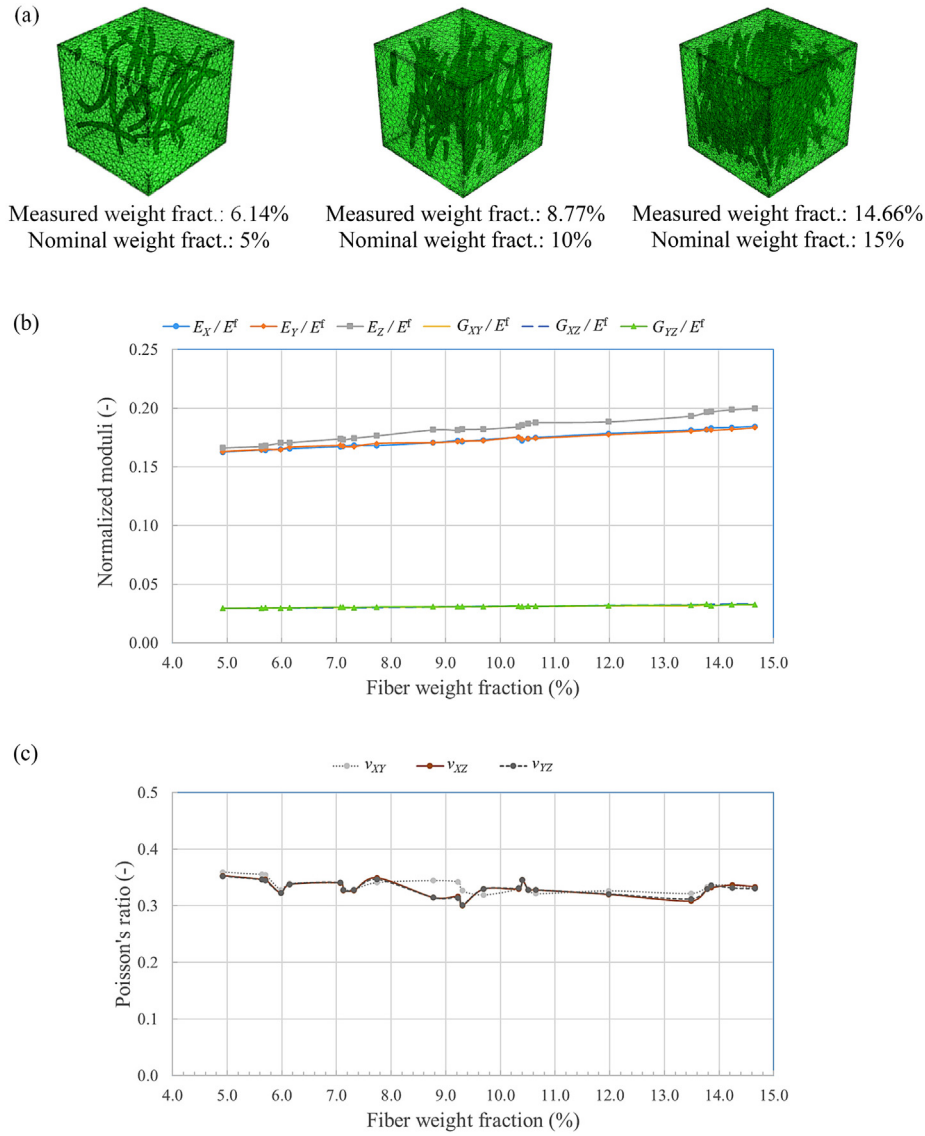 (a)
Measured weight fract.: 6.14%
Nominal weight fract.: 5%
Measured weight fract.: 8.77%
Nominal weight fract.: 10%
Measured weight fract.: 14.66%
Nominal weight fract.: 15%
(b)
E_X / E^f E_Y / E^f E_Z / E^f G_XY / E^f G_XZ / E^f G_YZ / E^f
Normalized moduli (-)
0.25
0.20
0.15
0.10
0.05
0.00
4.0 5.0 6.0 7.0 8.0 9.0 10.0 11.0 12.0 13.0 14.0 15.0
Fiber weight fraction (%)
(c)
ν_XY ν_XZ ν_YZ
Poisson's ratio (-)
0.5
0.4
0.3
0.2
0.1
0.0
4.0 5.0 6.0 7.0 8.0 9.0 10.0 11.0 12.0 13.0 14.0 15.0
Fiber weight fraction (%)